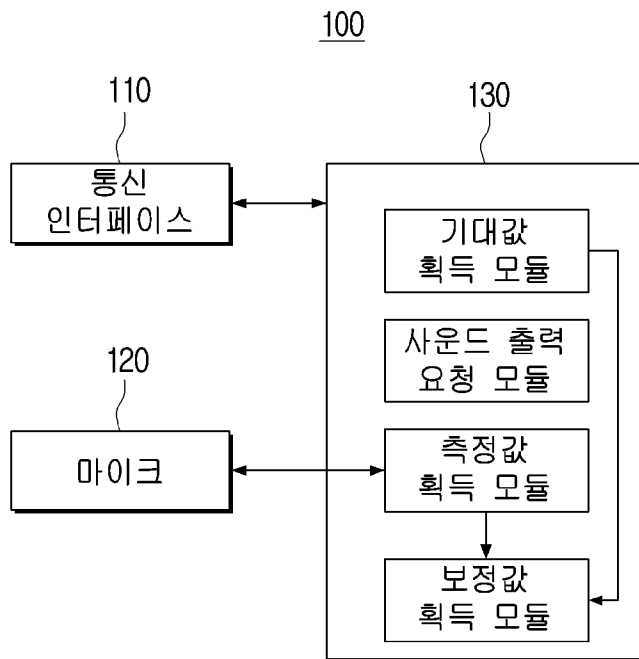 100
110
130
통신
인터페이스
기대값
획득 모듈
사운드 출력
요청 모듈
120
마이크
측정값
획득 모듈
보정값
획득 모듈